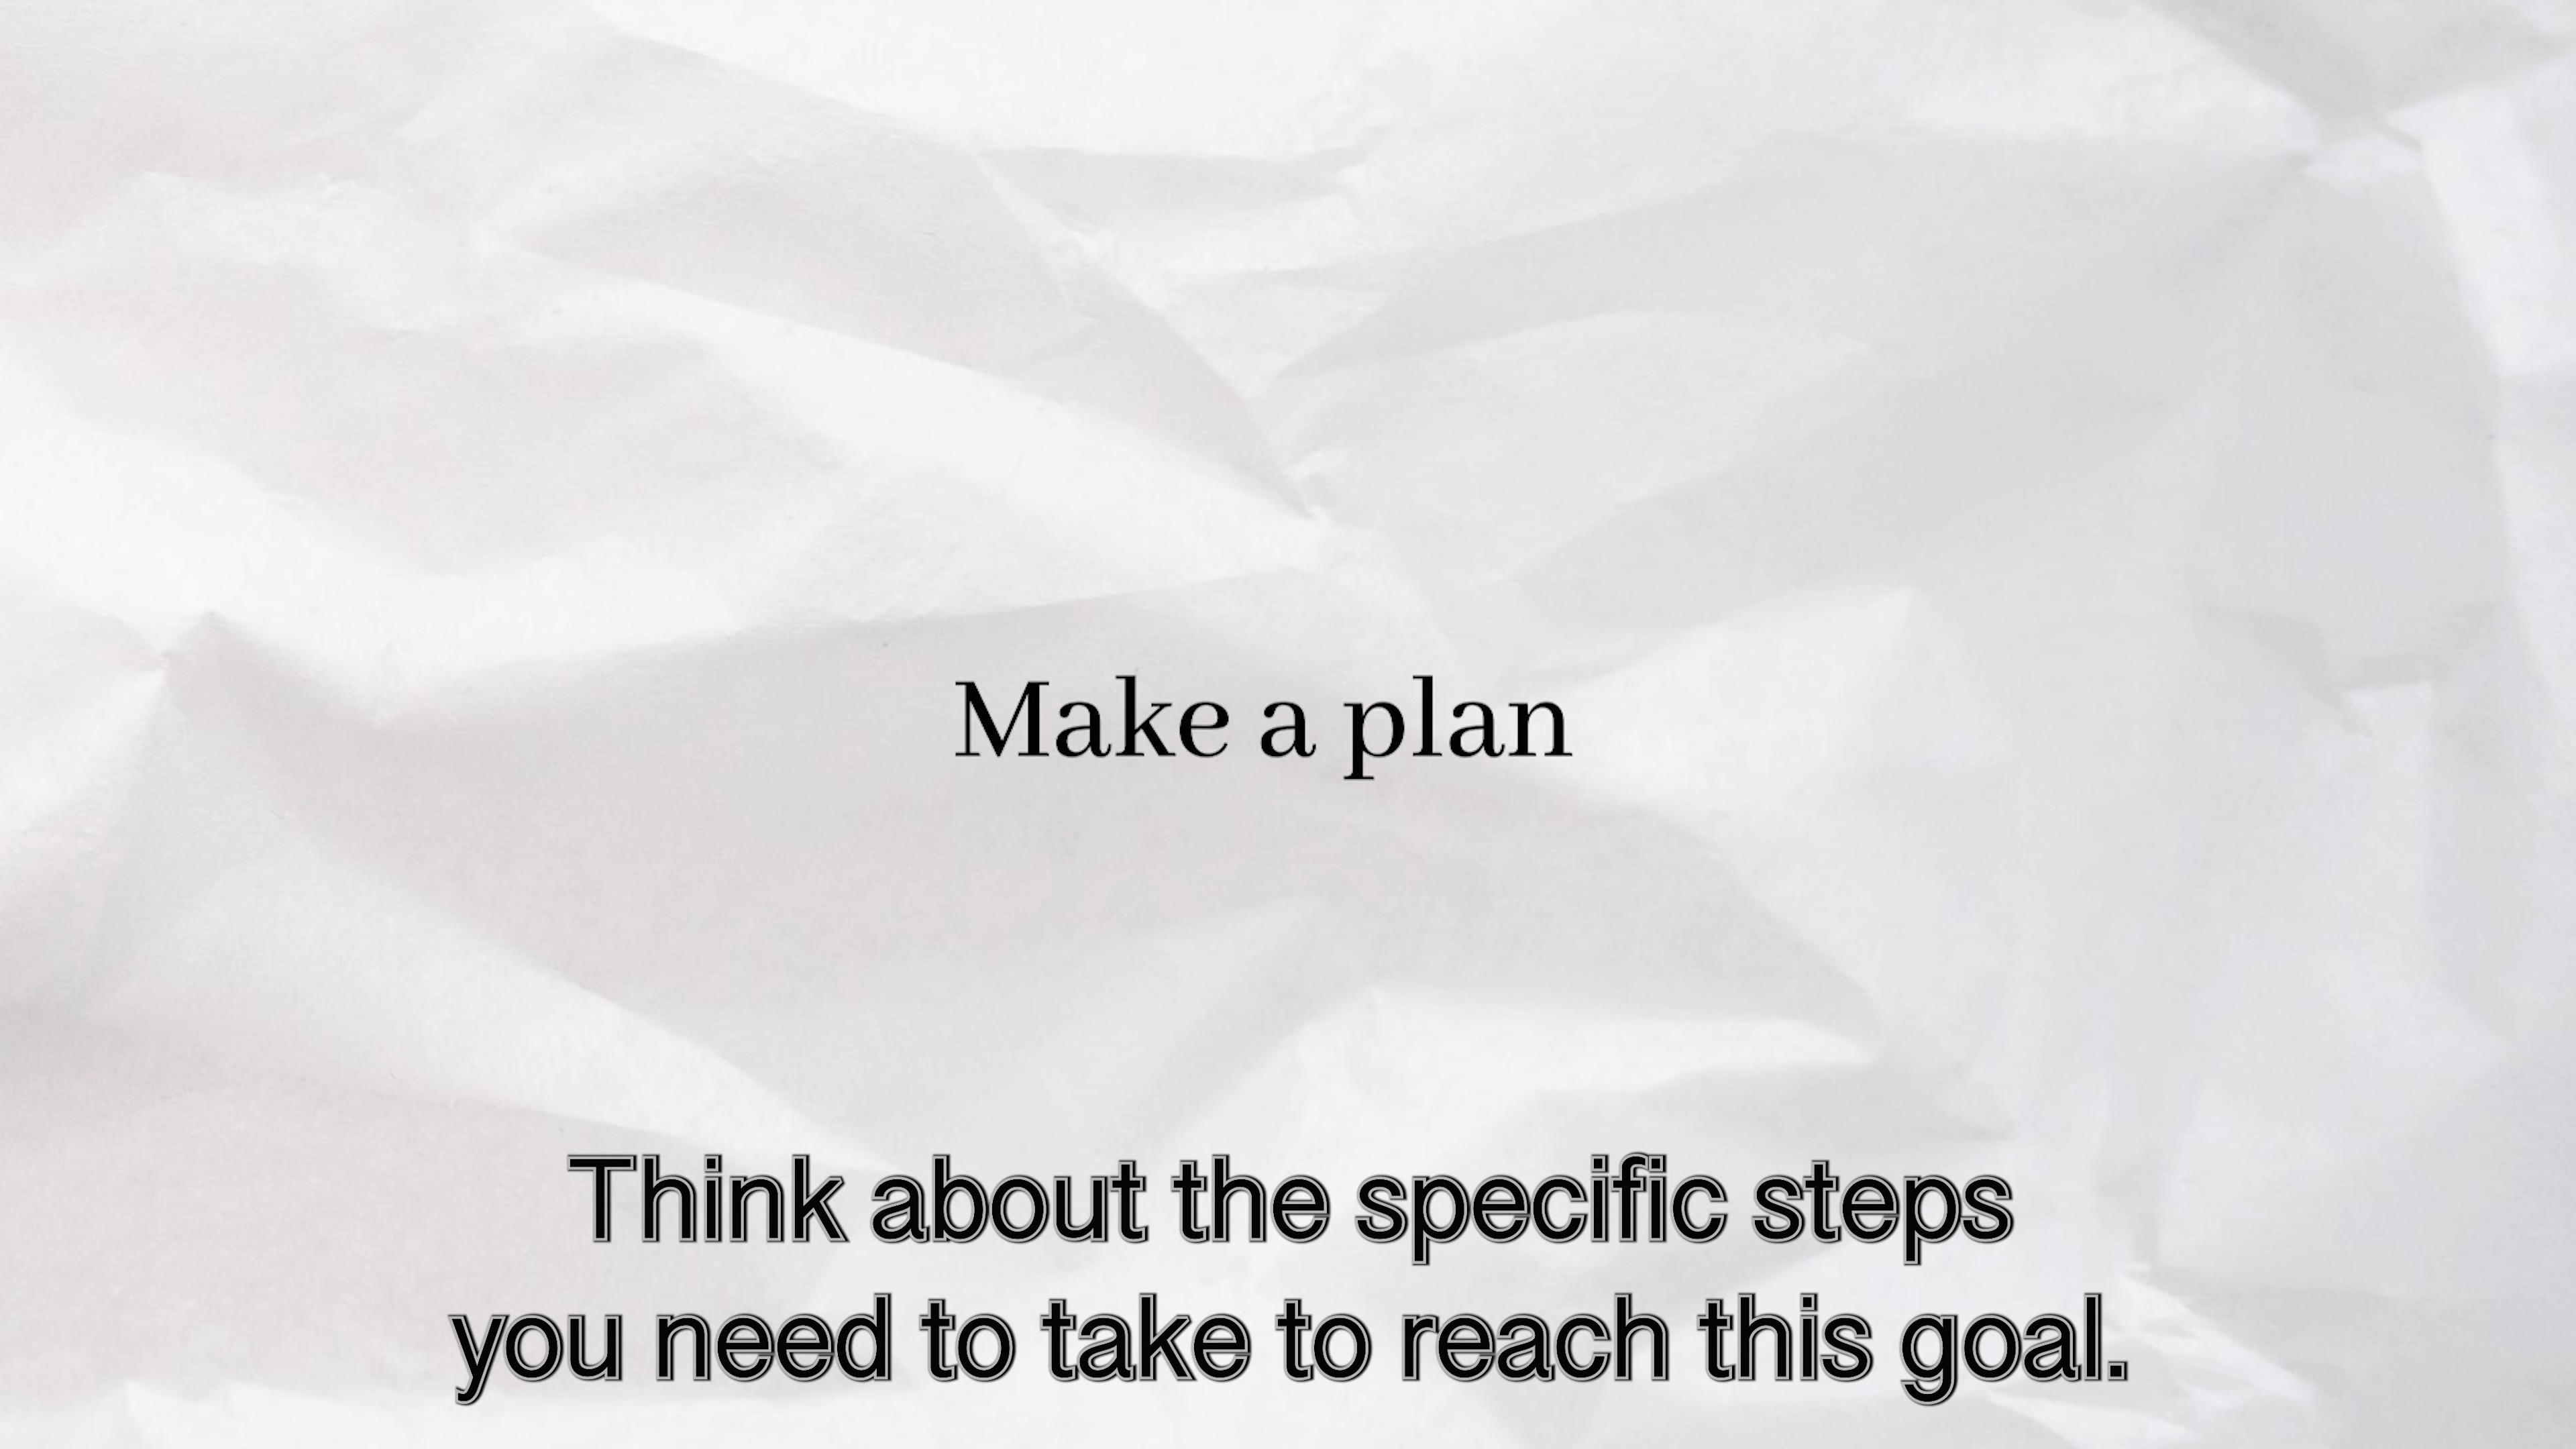 Make a plan
Think about the specific steps
you need to take to reach this goal.